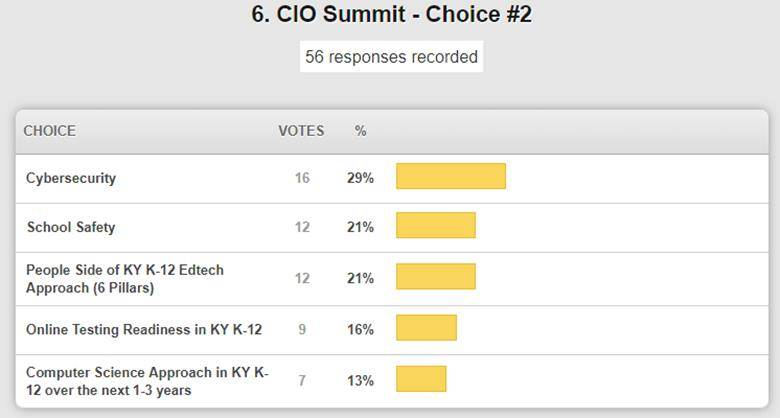 6. CIO Summit - Choice #2
56 responses recorded
CHOICE VOTES %
Cybersecurity 16 29%
School Safety 12 21%
People Side of KY K-12 Edtech
Approach (6 Pillars) 12 21%
Online Testing Readiness in KY K-12 9 16%
Computer Science Approach in KY K-
12 over the next 1-3 years 7 13%